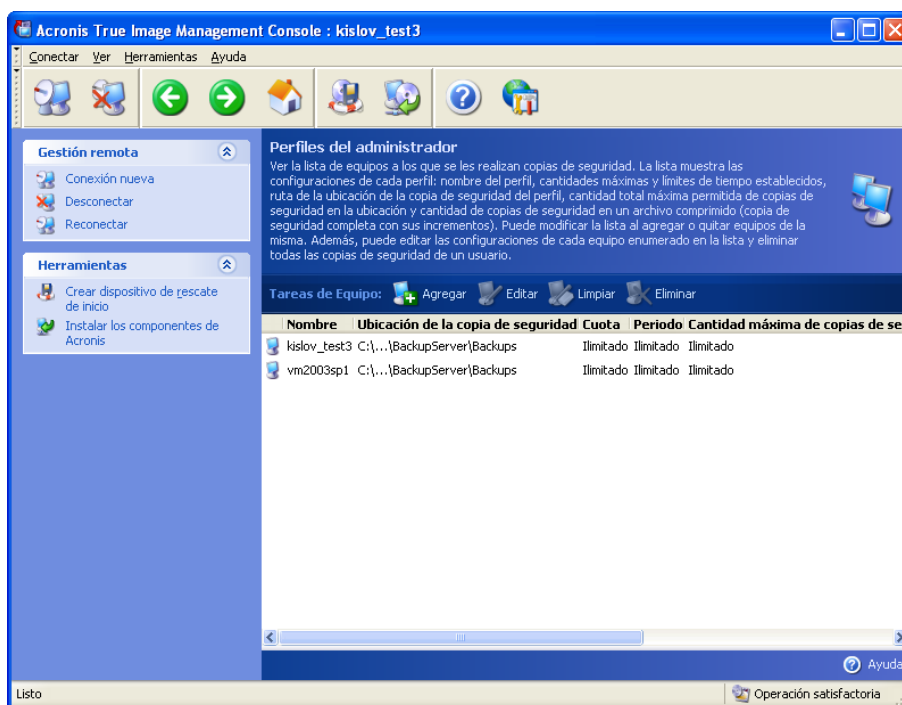 Acronis True Image Management Console : kislov_test3
Conectar Ver Herramientas Ayuda
Gestión remota
Conexión nueva
Desconectar
Reconectar
Herramientas
Crear dispositivo de rescate
de inicio
Instalar los componentes de
Acronis
Perfiles del administrador
Ver la lista de equipos a los que se les realizan copias de seguridad. La lista muestra las
configuraciones de cada perfil: nombre del perfil, cantidades máximas y límites de tiempo establecidos,
ruta de la ubicación de la copia de seguridad del perfil, cantidad total máxima permitida de copias de
seguridad en la ubicación y cantidad de copias de seguridad en un archivo comprimido (copia de
seguridad completa con sus incrementos). Puede modificar la lista al agregar o quitar equipos de la
misma. Además, puede editar las configuraciones de cada equipo enumerado en la lista y eliminar
todas las copias de seguridad de un usuario.
Tareas de Equipo: Agregar Editar Limpiar Eliminar
Nombre Ubicación de la copia de seguridad Cuota Periodo Cantidad máxima de copias de se
kislov_test3 C:\...\BackupServer\Backups Ilimitado Ilimitado Ilimitado
vm2003sp1 C:\...\BackupServer\Backups Ilimitado Ilimitado Ilimitado
Ayuda
Listo
Operación satisfactoria